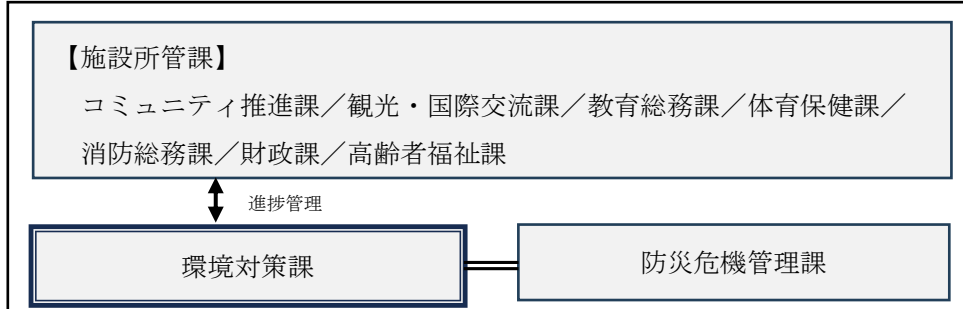 【施設所管課】
コミュニティ推進課／観光・国際交流課／教育総務課／体育保健課／
消防総務課／財政課／高齢者福祉課
進捗管理
環境対策課
防災危機管理課